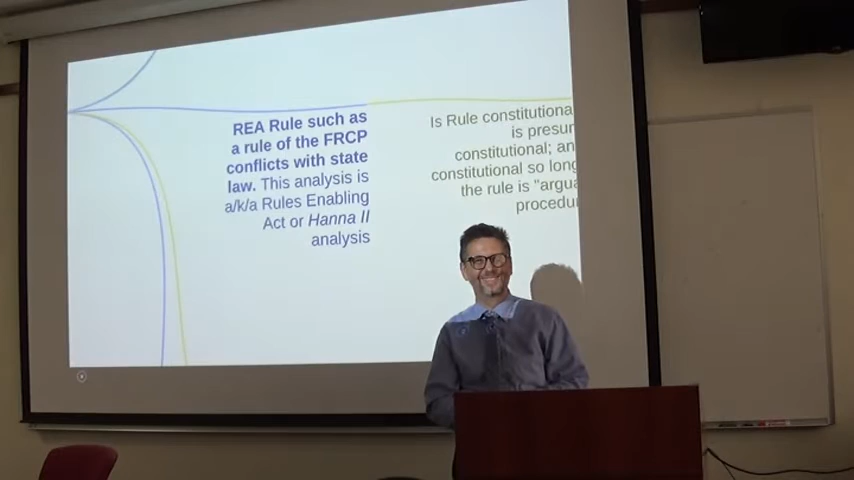 REA Rule such as
a rule of the FRCP
conflicts with state
law. This analysis is
a/k/a Rules Enabling
Act or Hanna II
analysis
Is Rule constitutiona
is presum
constitutional; an
constitutional so long
the rule is "argua
procedu